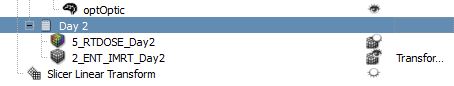 optOptic
Day 2
5_RTDOSE_Day2
2_ENT_IMRT_Day2 Transfor...
Slicer Linear Transform